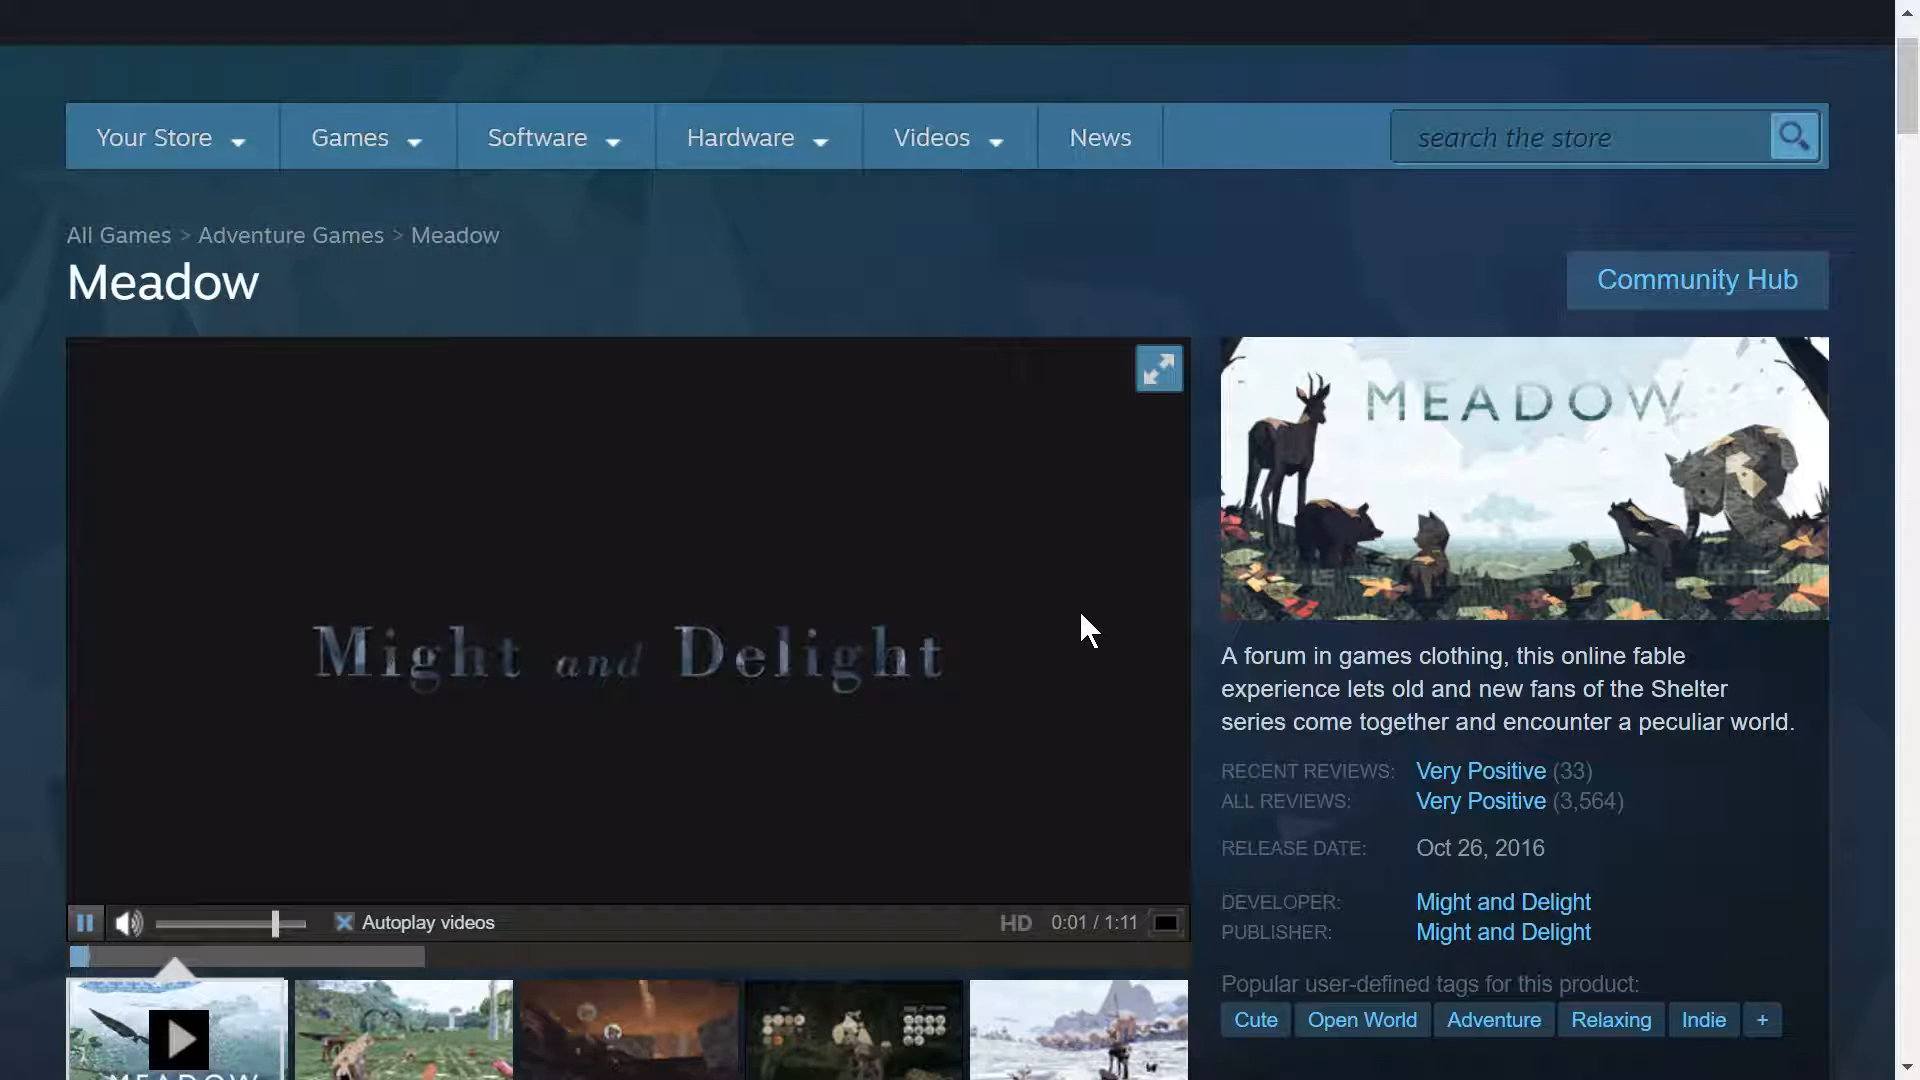 Your Store
Games
Software
Hardware
Videos
News
search the store
All Games > Adventure Games > Meadow
Meadow
Community Hub
Might and Delight
MEADOW
A forum in games clothing, this online fable
experience lets old and new fans of the Shelter
series come together and encounter a peculiar world.
RECENT REVIEWS: Very Positive (33)
ALL REVIEWS: Very Positive (3,564)
RELEASE DATE: Oct 26, 2016
DEVELOPER: Might and Delight
PUBLISHER: Might and Delight
Popular user-defined tags for this product:
Cute Open World Adventure Relaxing Indie +
Autoplay videos
HD 0:01 / 1:11
MEADOW